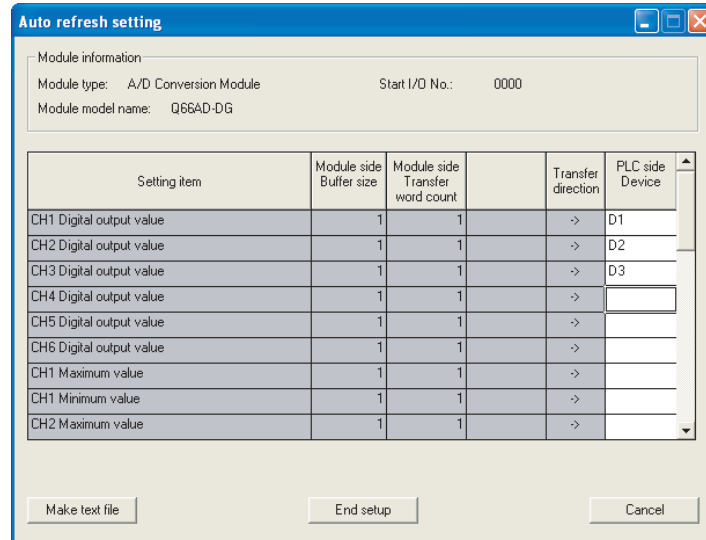 Auto refresh setting
Module information
Module type: A/D Conversion Module Start I/O No.: 0000
Module model name: Q66AD-DG
Setting item Module side Buffer size Module side Transfer word count Transfer direction PLC side Device
CH1 Digital output value 1 1 -> D1
CH2 Digital output value 1 1 -> D2
CH3 Digital output value 1 1 -> D3
CH4 Digital output value 1 1 ->
CH5 Digital output value 1 1 ->
CH6 Digital output value 1 1 ->
CH1 Maximum value 1 1 ->
CH1 Minimum value 1 1 ->
CH2 Maximum value 1 1 ->
Make text file End setup Cancel